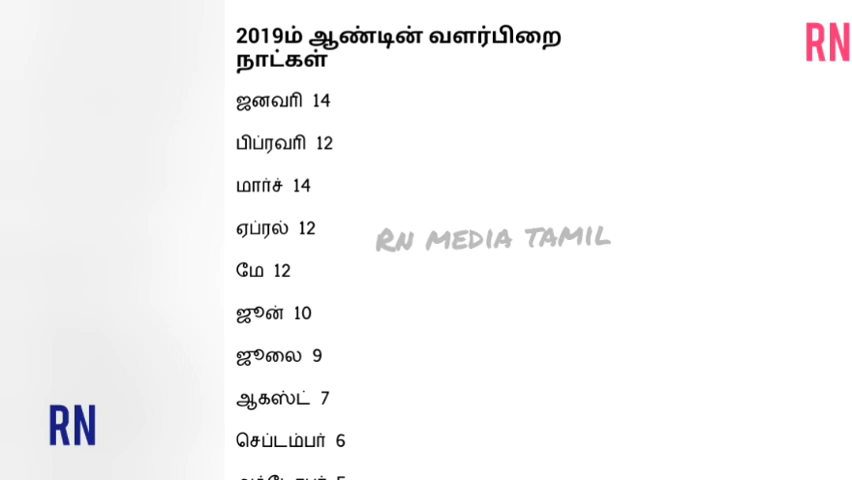 2019ம் ஆண்டின் வளர்பிறை
நாட்கள்
RN
ஜனவரி 14
பிப்ரவரி 12
மார்ச் 14
ஏப்ரல் 12
RN MEDIA TAMIL
மே 12
ஜூன் 10
ஜூலை 9
ஆகஸ்ட் 7
RN
செப்டம்பர் 6